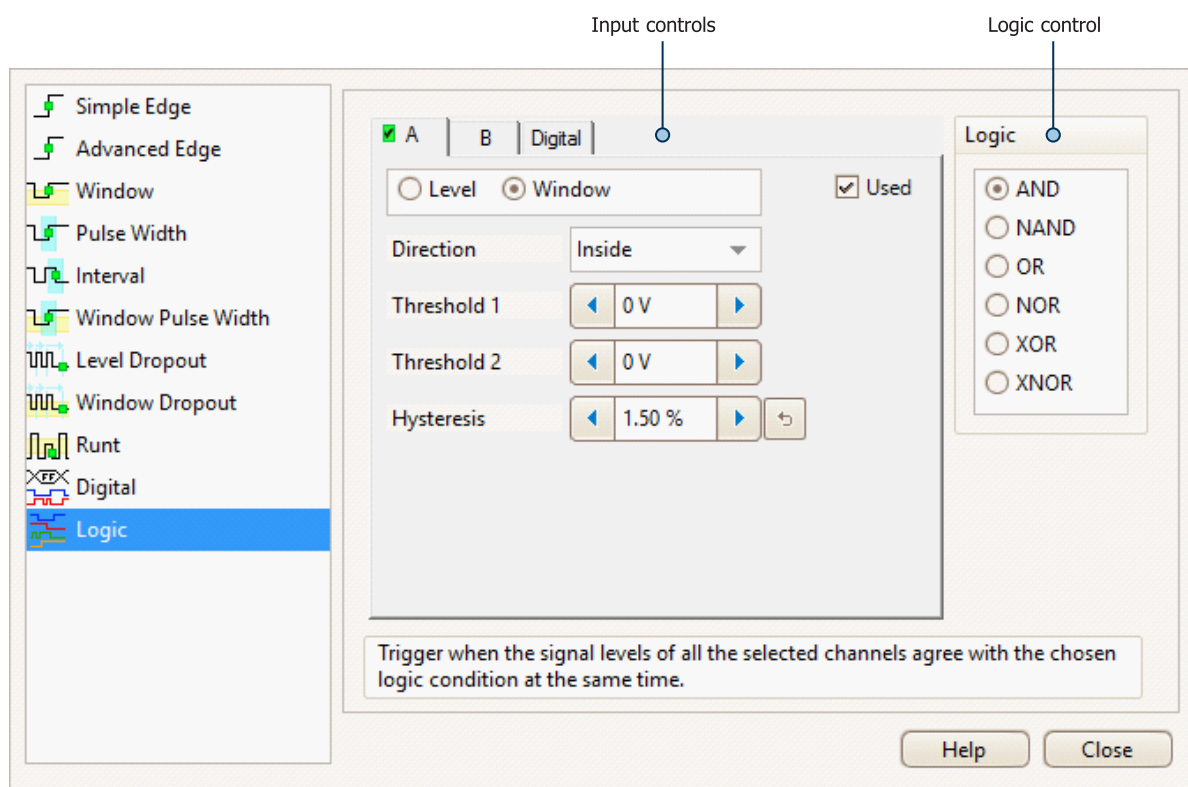 Input controls
Logic control
Simple Edge
Advanced Edge
Window
Pulse Width
Interval
Window Pulse Width
Level Dropout
Window Dropout
Runt
FF
Digital
Logic
A
B
Digital
Level
Window
Used
Direction
Inside
Threshold 1
0 V
Threshold 2
0 V
Hysteresis
1.50 %
Logic
AND
NAND
OR
NOR
XOR
XNOR
Trigger when the signal levels of all the selected channels agree with the chosen
logic condition at the same time.
Help
Close